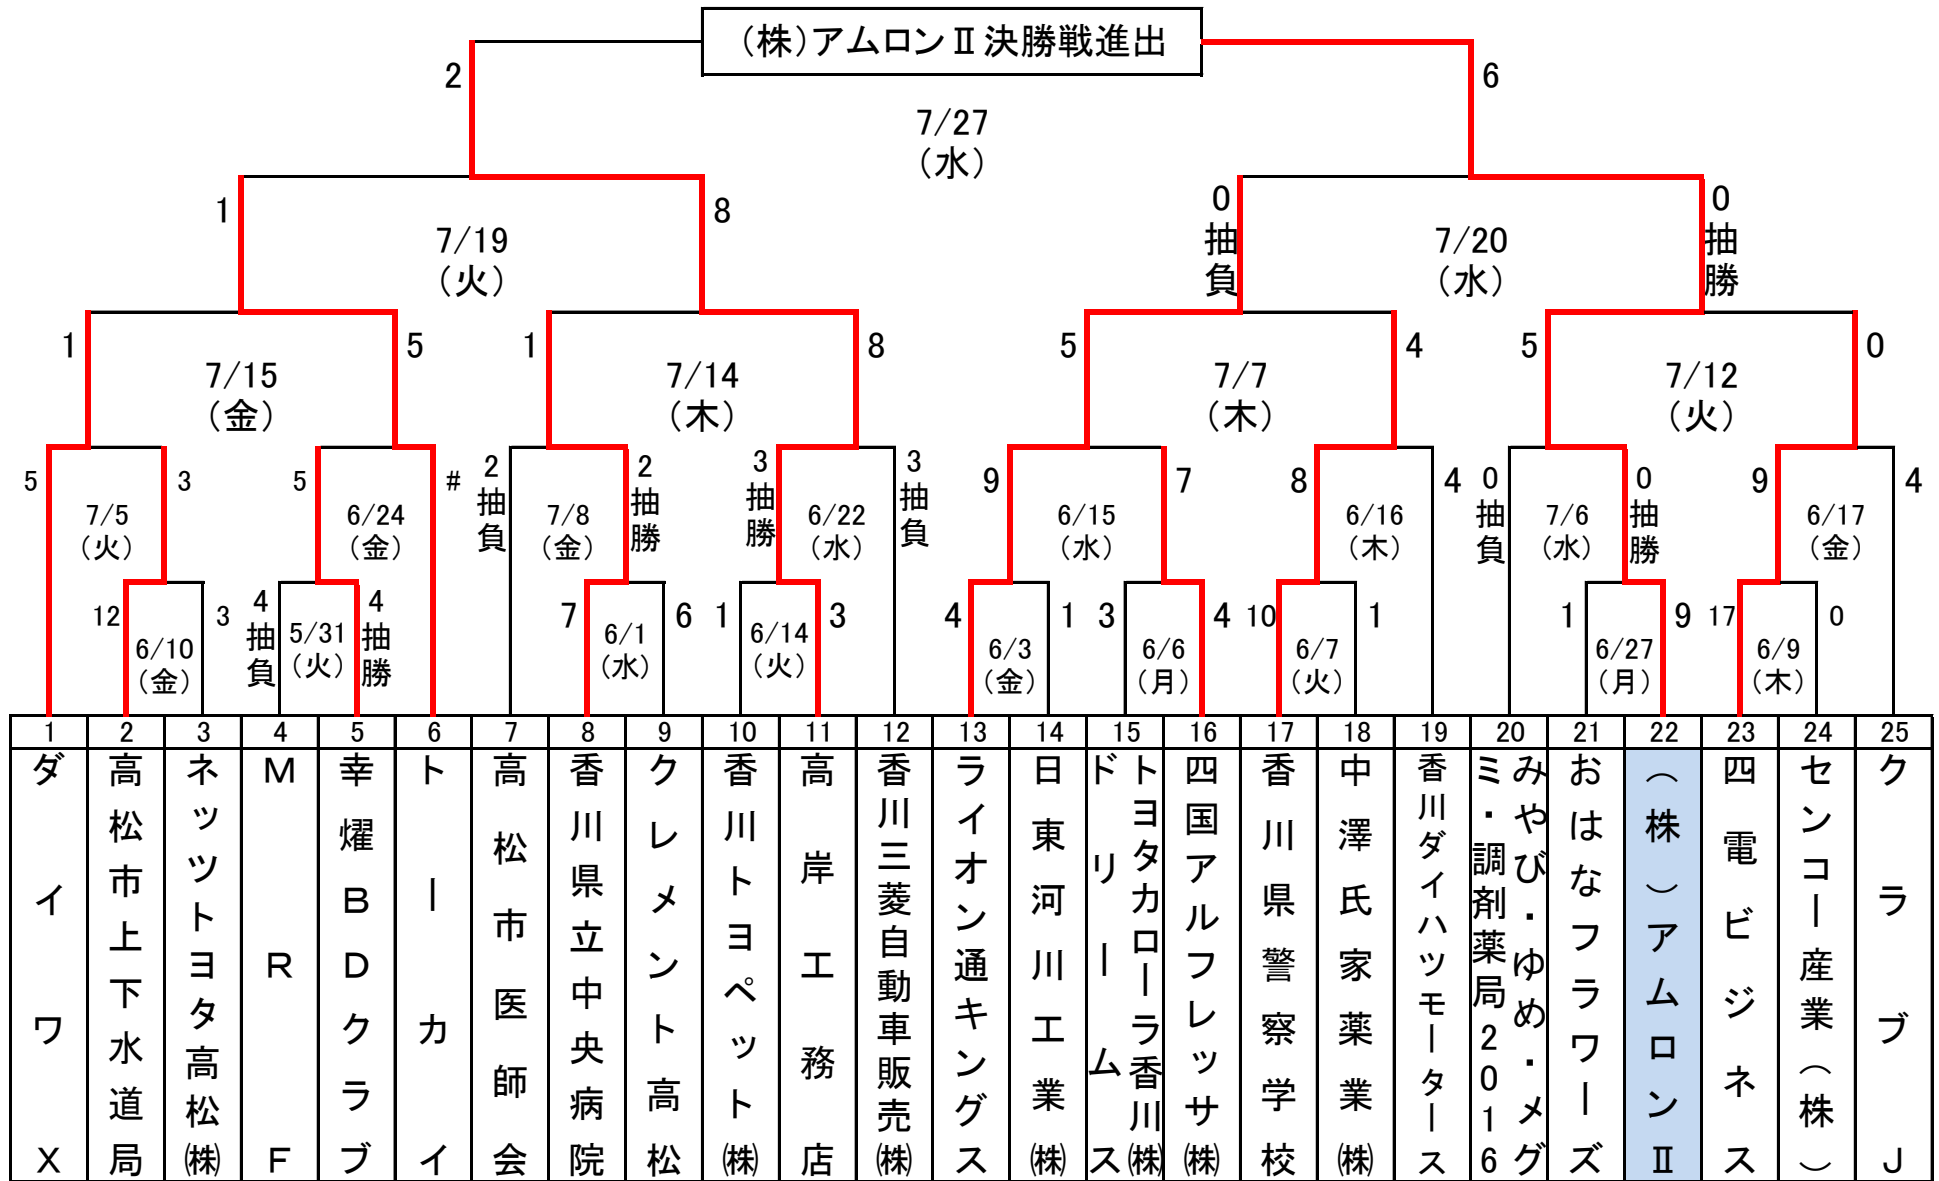 (株)アムロンⅡ決勝戦進出
2
6
7/27
(水)
1
8
0
抽
負
0
抽
勝
7/19
(火)
7/20
(水)
1
5
1
8
5
4
5
0
7/15
(金)
7/14
(木)
7/7
(木)
7/12
(火)
5
3
5
#
2
抽
負
2
抽
勝
3
抽
勝
3
抽
負
9
7
8
4
0
抽
負
0
抽
勝
9
4
7/5
(火)
6/24
(金)
7/8
(金)
6/22
(水)
6/15
(水)
6/16
(木)
7/6
(水)
6/17
(金)
12
3
4
抽
負
4
抽
勝
7
6
1
3
4
1
3
4
10
1
1
9
17
0
6/10
(金)
5/31
(火)
6/1
(水)
6/14
(火)
6/3
(金)
6/6
(月)
6/7
(火)
6/27
(月)
6/9
(木)
1
ダイワX
2
高松市上下水道局
3
ネッツトヨタ高松㈱
4
MRF
5
幸燿BDクラブ
6
トーカイ
7
高松市医師会
8
香川県立中央病院
9
クレメント高松
10
香川トヨペット㈱
11
高岸工務店
12
香川三菱自動車販売㈱
13
ライオン通キングス
14
日東河川工業㈱
15
トヨタカローラ香川㈱
ドリームス
16
四国アルフレッサ㈱
17
香川県警察学校
18
中澤氏家薬業㈱
19
香川ダイハツモータース
20
みやび・ゆめ・メグ
ミ・調剤薬局2016
21
おはなフラワーズ
22
(株)アムロンⅡ
23
四電ビジネス
24
センコー産業(株)
25
クラブJ